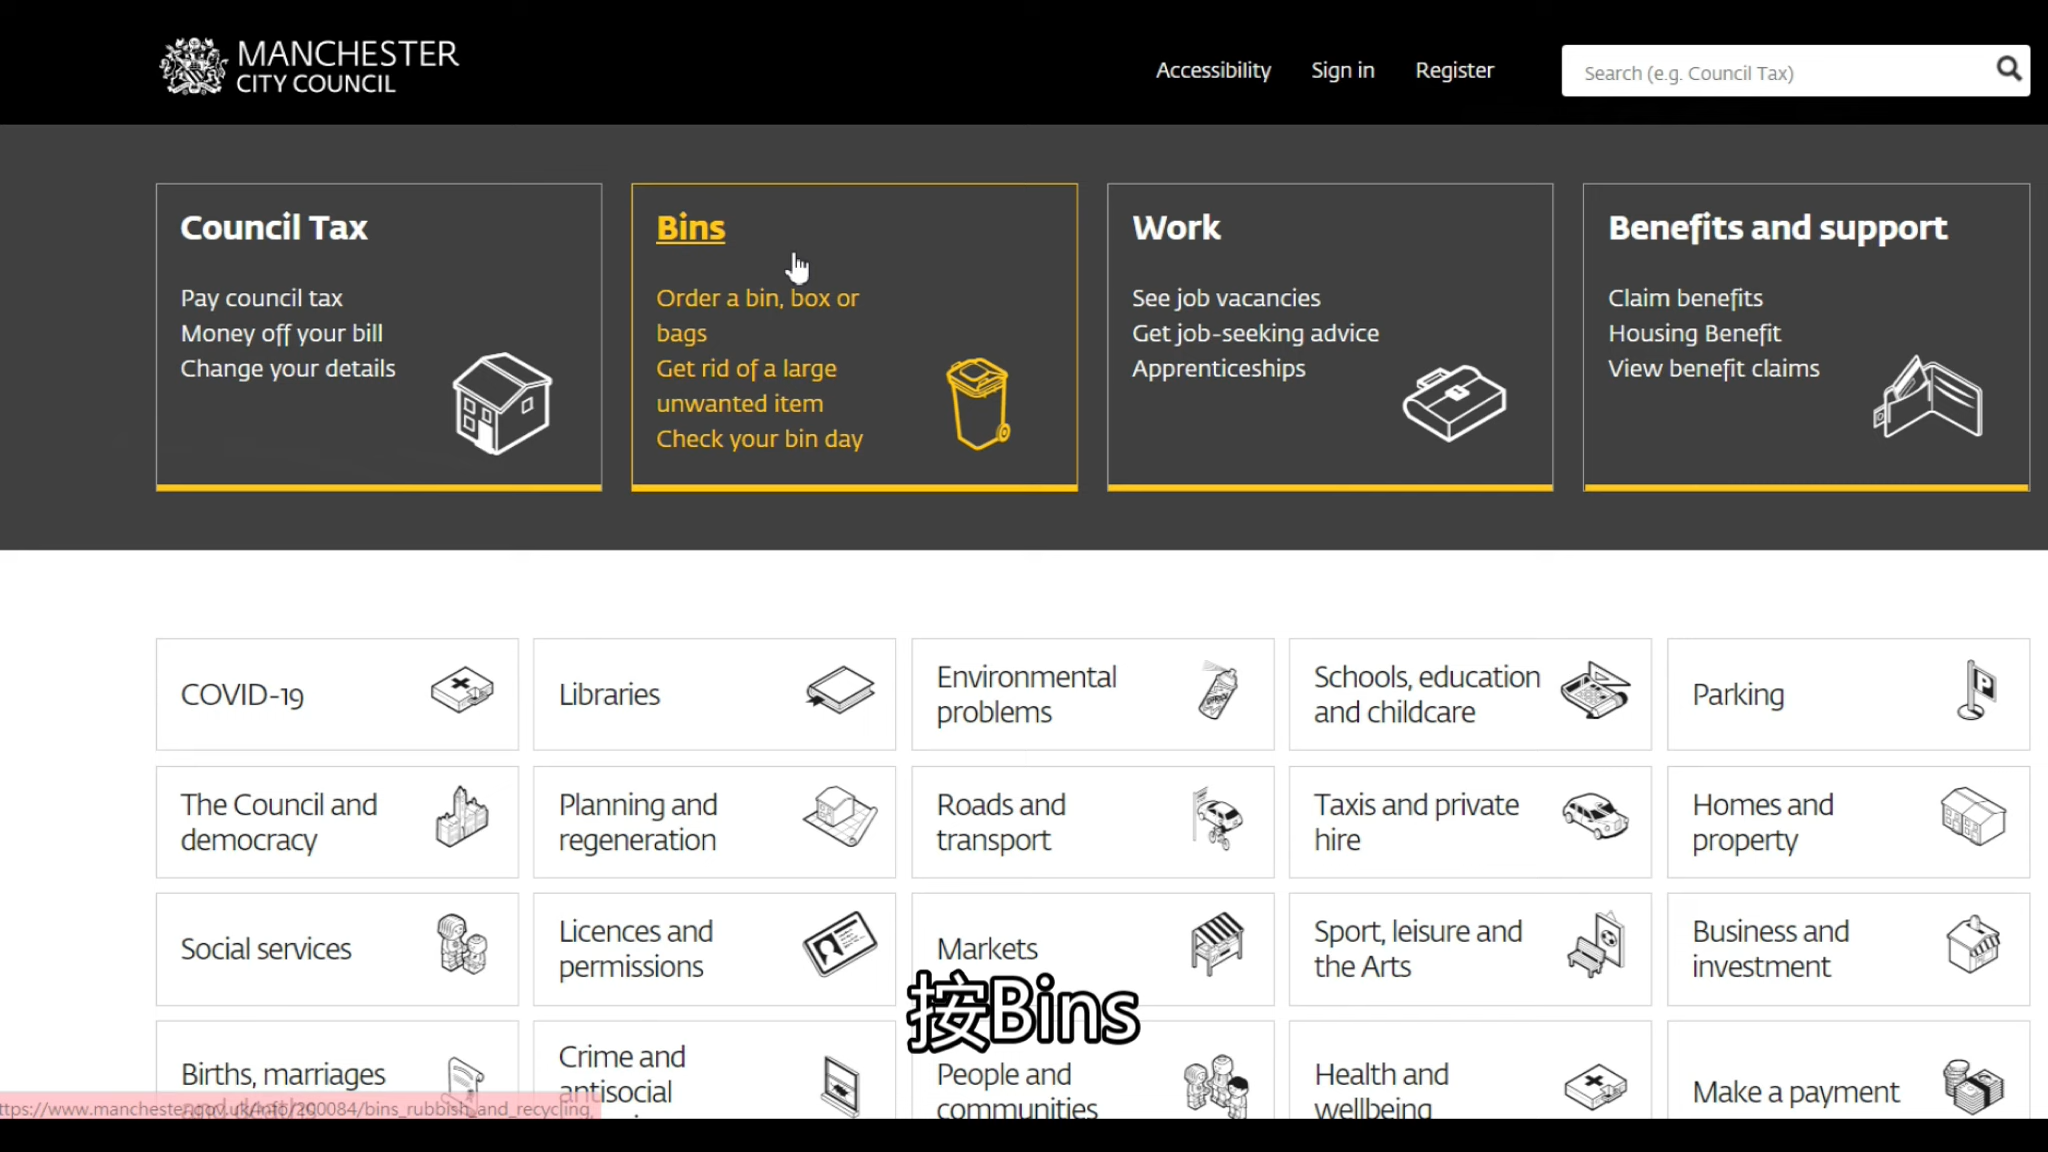 MANCHESTER
CITY COUNCIL
Accessibility
Sign in
Register
Search (e.g. Council Tax)
Council Tax
Pay council tax
Money off your bill
Change your details
Bins
Order a bin, box or
bags
Get rid of a large
unwanted item
Check your bin day
Work
See job vacancies
Get job-seeking advice
Apprenticeships
Benefits and support
Claim benefits
Housing Benefit
View benefit claims
COVID-19
Libraries
Environmental
problems
Schools, education
and childcare
Parking
The Council and
democracy
Planning and
regeneration
Roads and
transport
Taxis and private
hire
Homes and
property
Social services
Licences and
permissions
Markets
Sport, leisure and
the Arts
Business and
investment
按Bins
Births, marriages
Crime and
antisocial
People and
communities
Health and
wellbeing
Make a payment
ttps://www.manchester.gov.uk/info/200084/bins_rubbish_and_recycling